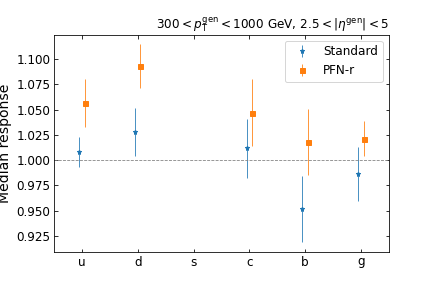 300 < p_T^gen < 1000 GeV, 2.5 < |η^gen| < 5
Standard
PFN-r
Median response
1.100
1.075
1.050
1.025
1.000
0.975
0.950
0.925
u d s c b g